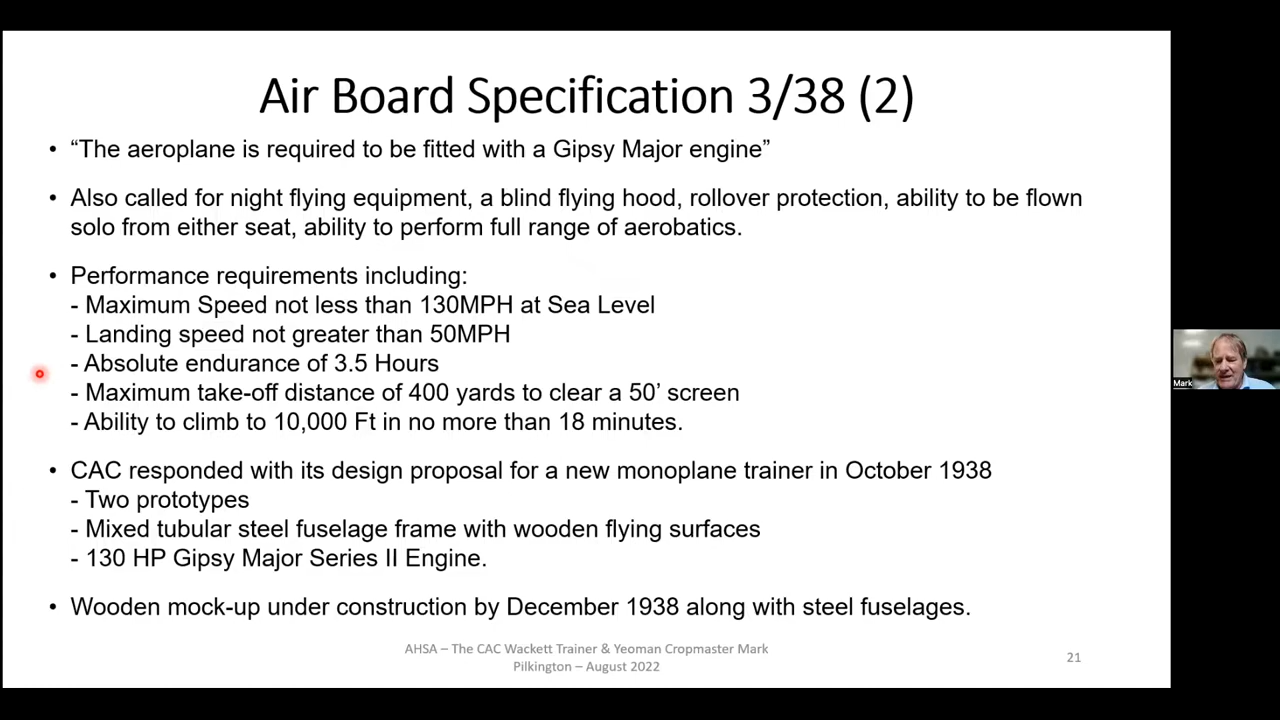 Air Board Specification 3/38 (2)
• “The aeroplane is required to be fitted with a Gipsy Major engine”
• Also called for night flying equipment, a blind flying hood, rollover protection, ability to be flown
solo from either seat, ability to perform full range of aerobatics.
• Performance requirements including:
- Maximum Speed not less than 130MPH at Sea Level
- Landing speed not greater than 50MPH
- Absolute endurance of 3.5 Hours
- Maximum take-off distance of 400 yards to clear a 50’ screen
- Ability to climb to 10,000 Ft in no more than 18 minutes.
• CAC responded with its design proposal for a new monoplane trainer in October 1938
- Two prototypes
- Mixed tubular steel fuselage frame with wooden flying surfaces
- 130 HP Gipsy Major Series II Engine.
• Wooden mock-up under construction by December 1938 along with steel fuselages.
AHSA – The CAC Wackett Trainer & Yeoman Cropmaster Mark
Pilkington – August 2022
21
Mark